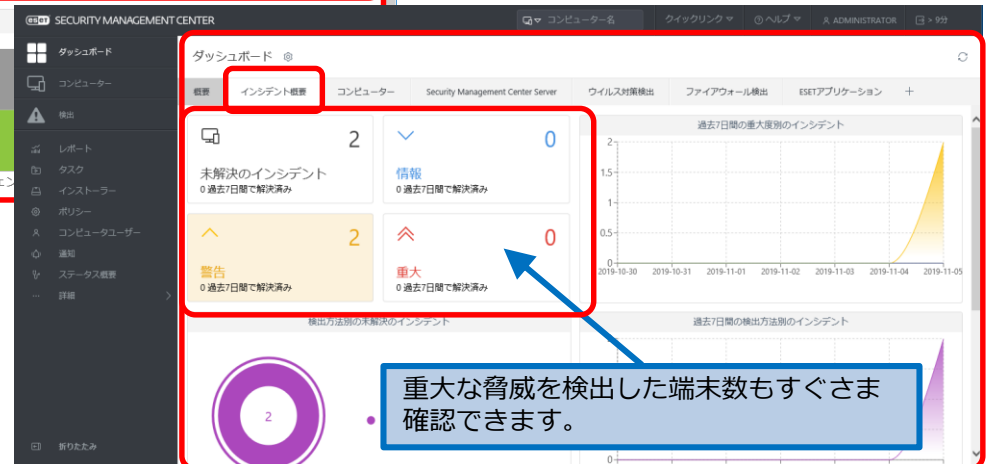 eset SECURITY MANAGEMENT CENTER
コンピューター名
クイックリンク
ヘルプ
ADMINISTRATOR
> 9分
ダッシュボード
コンピューター
検出
レポート
タスク
インストーラー
ポリシー
コンピュータユーザー
通知
ステータス概要
詳細
折りたたみ
ダッシュボード
概要
インシデント概要
コンピューター
Security Management Center Server
ウイルス対策検出
ファイアウォール検出
ESETアプリケーション
2
未解決のインシデント
0 過去7日間で解決済み
0
情報
0 過去7日間で解決済み
2
警告
0 過去7日間で解決済み
0
重大
0 過去7日間で解決済み
過去7日間の重大度別のインシデント
2
1.5
1
0.5
0
2019-10-30 2019-10-31 2019-11-01 2019-11-02 2019-11-03 2019-11-04 2019-11-05
検出方法別の未解決のインシデント
2
過去7日間の検出方法別のインシデント
0
重大な脅威を検出した端末数もすぐさま
確認できます。